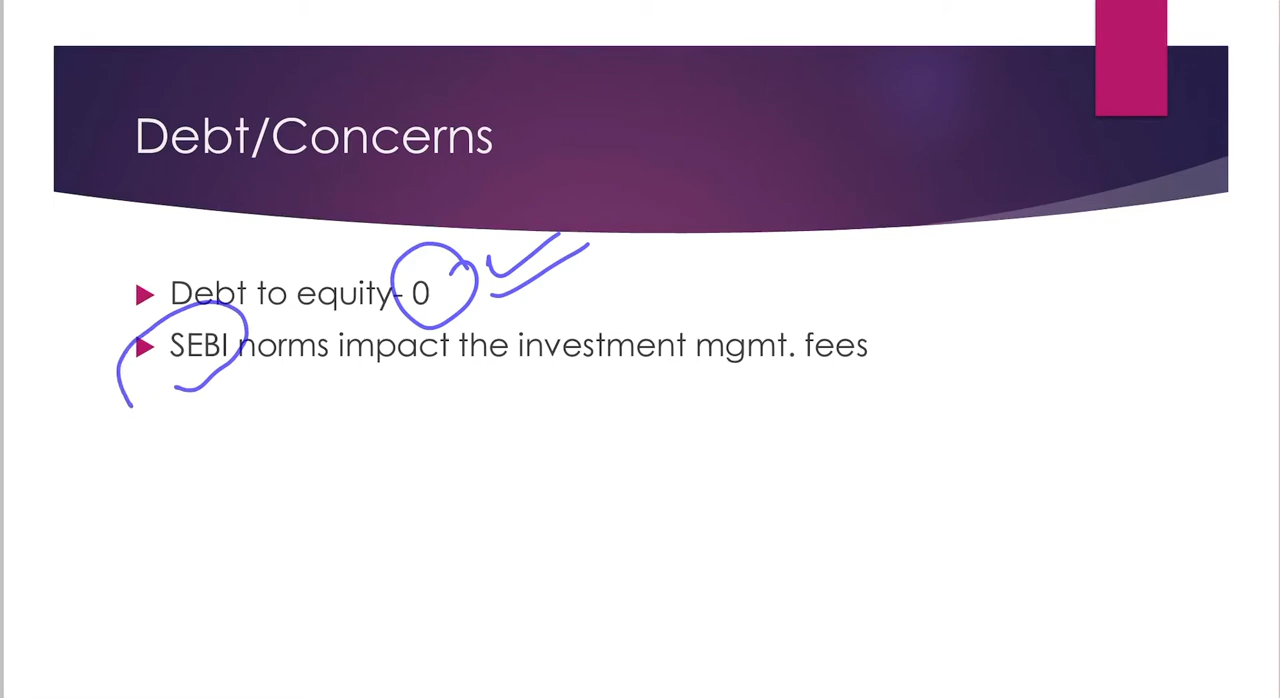 Debt/Concerns
Debt to equity- 0
SEBI norms impact the investment mgmt. fees